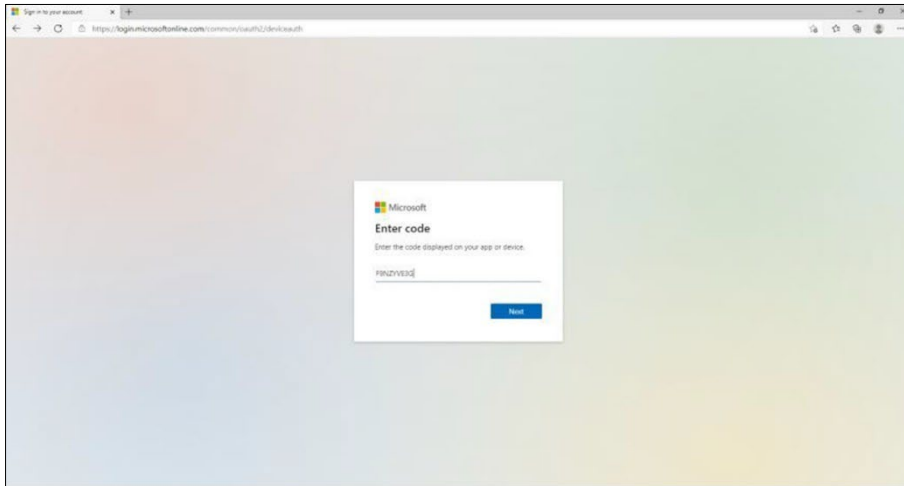 Sign in to your account
https://login.microsoftonline.com/common/oauth2/deviceauth
Microsoft
Enter code
Enter the code displayed on your app or device.
Next